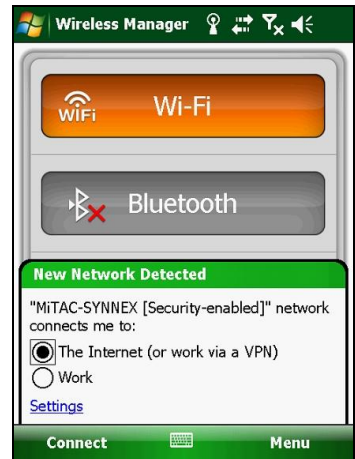 Wireless Manager
WiFi Wi-Fi
Bluetooth
New Network Detected
"MiTAC-SYNNEX [Security-enabled]" network
connects me to:
The Internet (or work via a VPN)
Work
Settings
Connect Menu